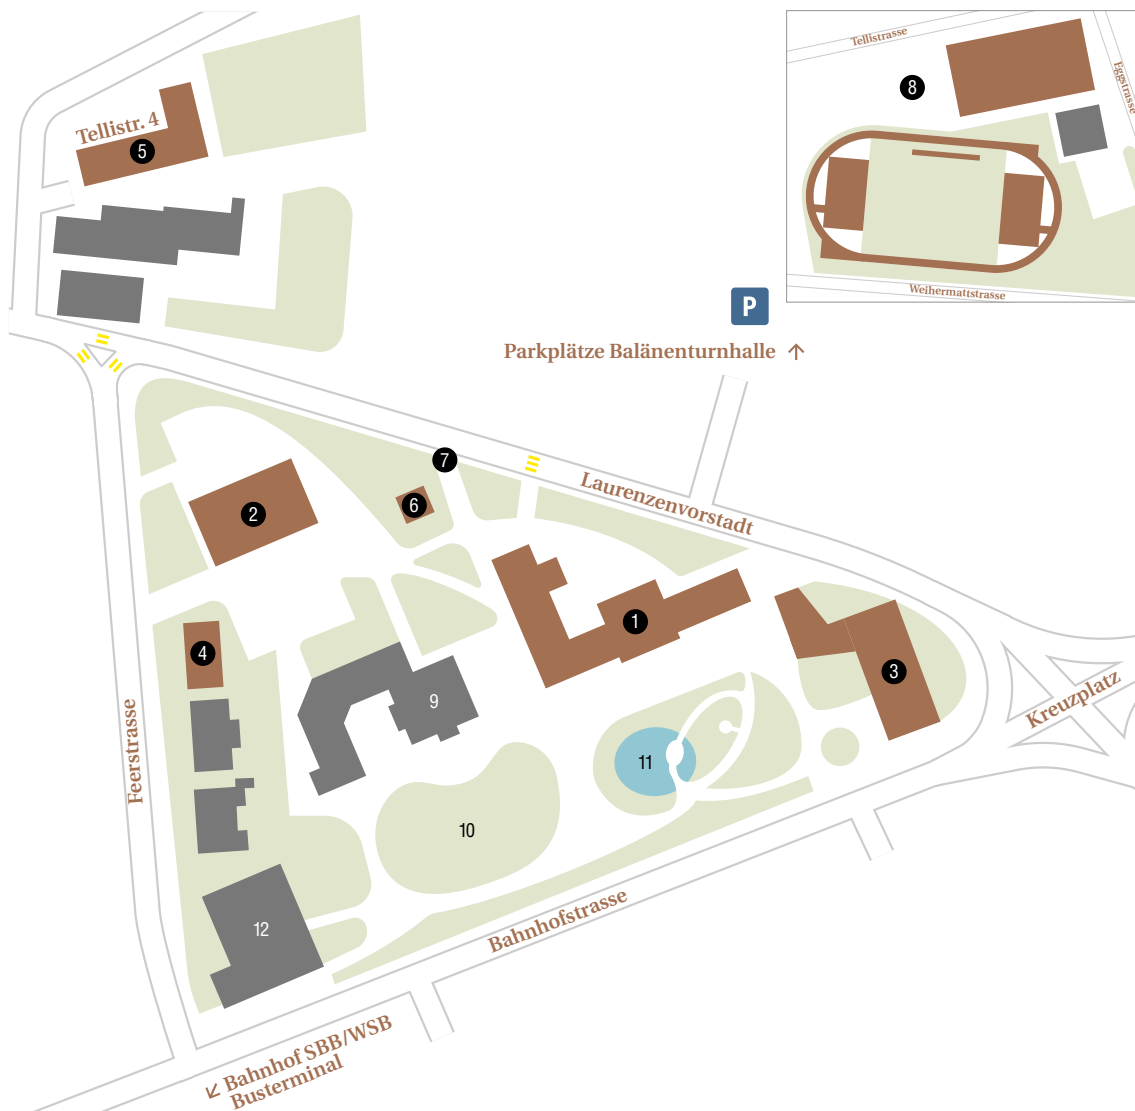 Tellistrasse
Eggstrasse
8
Tellistr. 4
5
Weihermattstrasse
P
Parkplätze Balänenturnhalle ↑
7
6
2
Laurenzenvorstadt
1
4
3
9
Kreuzplatz
Feerstrasse
11
10
12
Bahnhofstrasse
↙ Bahnhof SBB/WSB
Busterminal